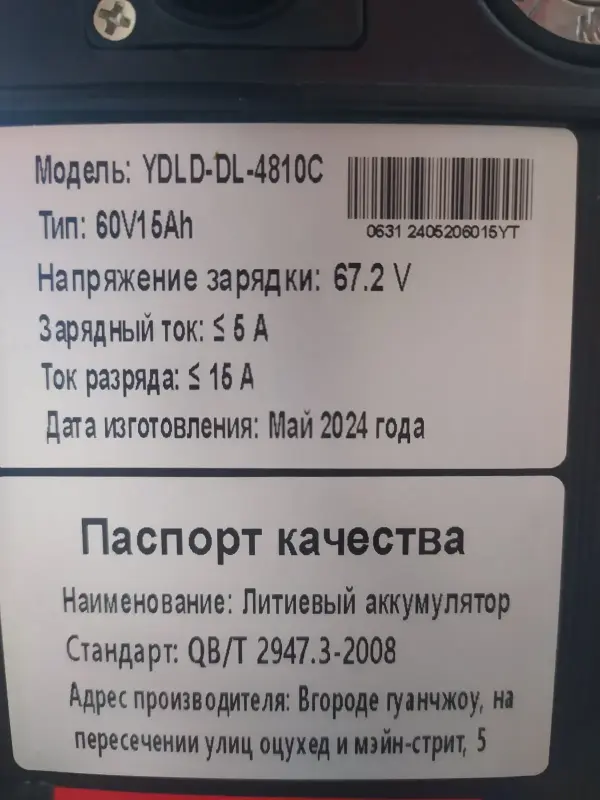 Модель: YDLD-DL-4810C
Тип: 60V15Ah
0631 2405206015YT
Напряжение зарядки: 67.2 V
Зарядный ток: ≤ 5 A
Ток разряда: ≤ 15 A
Дата изготовления: Май 2024 года
Паспорт качества
Наименование: Литиевый аккумулятор
Стандарт: QB/T 2947.3-2008
Адрес производителя: Вгороде гуанчжоу, на
пересечении улиц оцухед и мэйн-стрит, 5